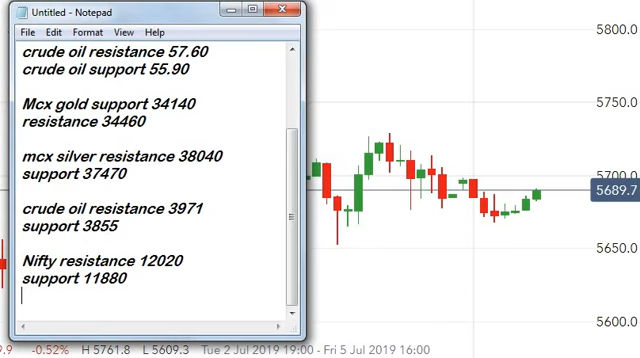 Untitled - Notepad
File Edit Format View Help
crude oil resistance 57.60
crude oil support 55.90
Mcx gold support 34140
resistance 34460
mcx silver resistance 38040
support 37470
crude oil resistance 3971
support 3855
Nifty resistance 12020
support 11880
5800.0
5750.0
5700.0
5689.7
5650.0
5600.0
-0.52% H 5761.8 L 5609.3 Tue 2 Jul 2019 19:00 - Fri 5 Jul 2019 16:00